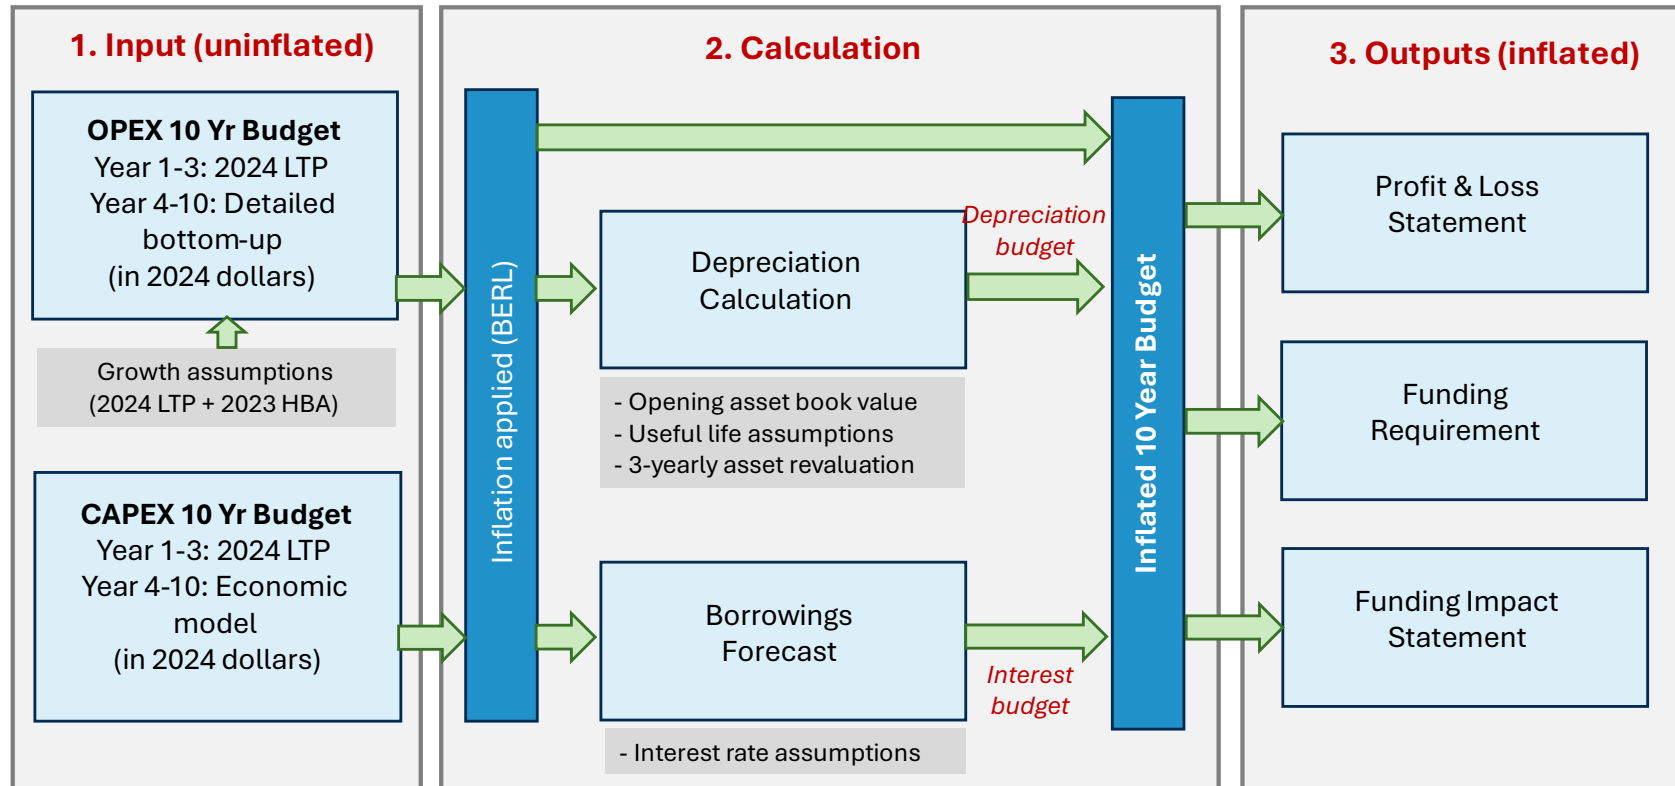 1. Input (uninflated)
OPEX 10 Yr Budget
Year 1-3: 2024 LTP
Year 4-10: Detailed
bottom-up
(in 2024 dollars)
Growth assumptions
(2024 LTP + 2023 HBA)
CAPEX 10 Yr Budget
Year 1-3: 2024 LTP
Year 4-10: Economic
model
(in 2024 dollars)
2. Calculation
Inflation applied (BERL)
Depreciation
Calculation
- Opening asset book value
- Useful life assumptions
- 3-yearly asset revaluation
Depreciation
budget
Borrowings
Forecast
- Interest rate assumptions
Interest
budget
Inflated 10 Year Budget
3. Outputs (inflated)
Profit & Loss
Statement
Funding
Requirement
Funding Impact
Statement